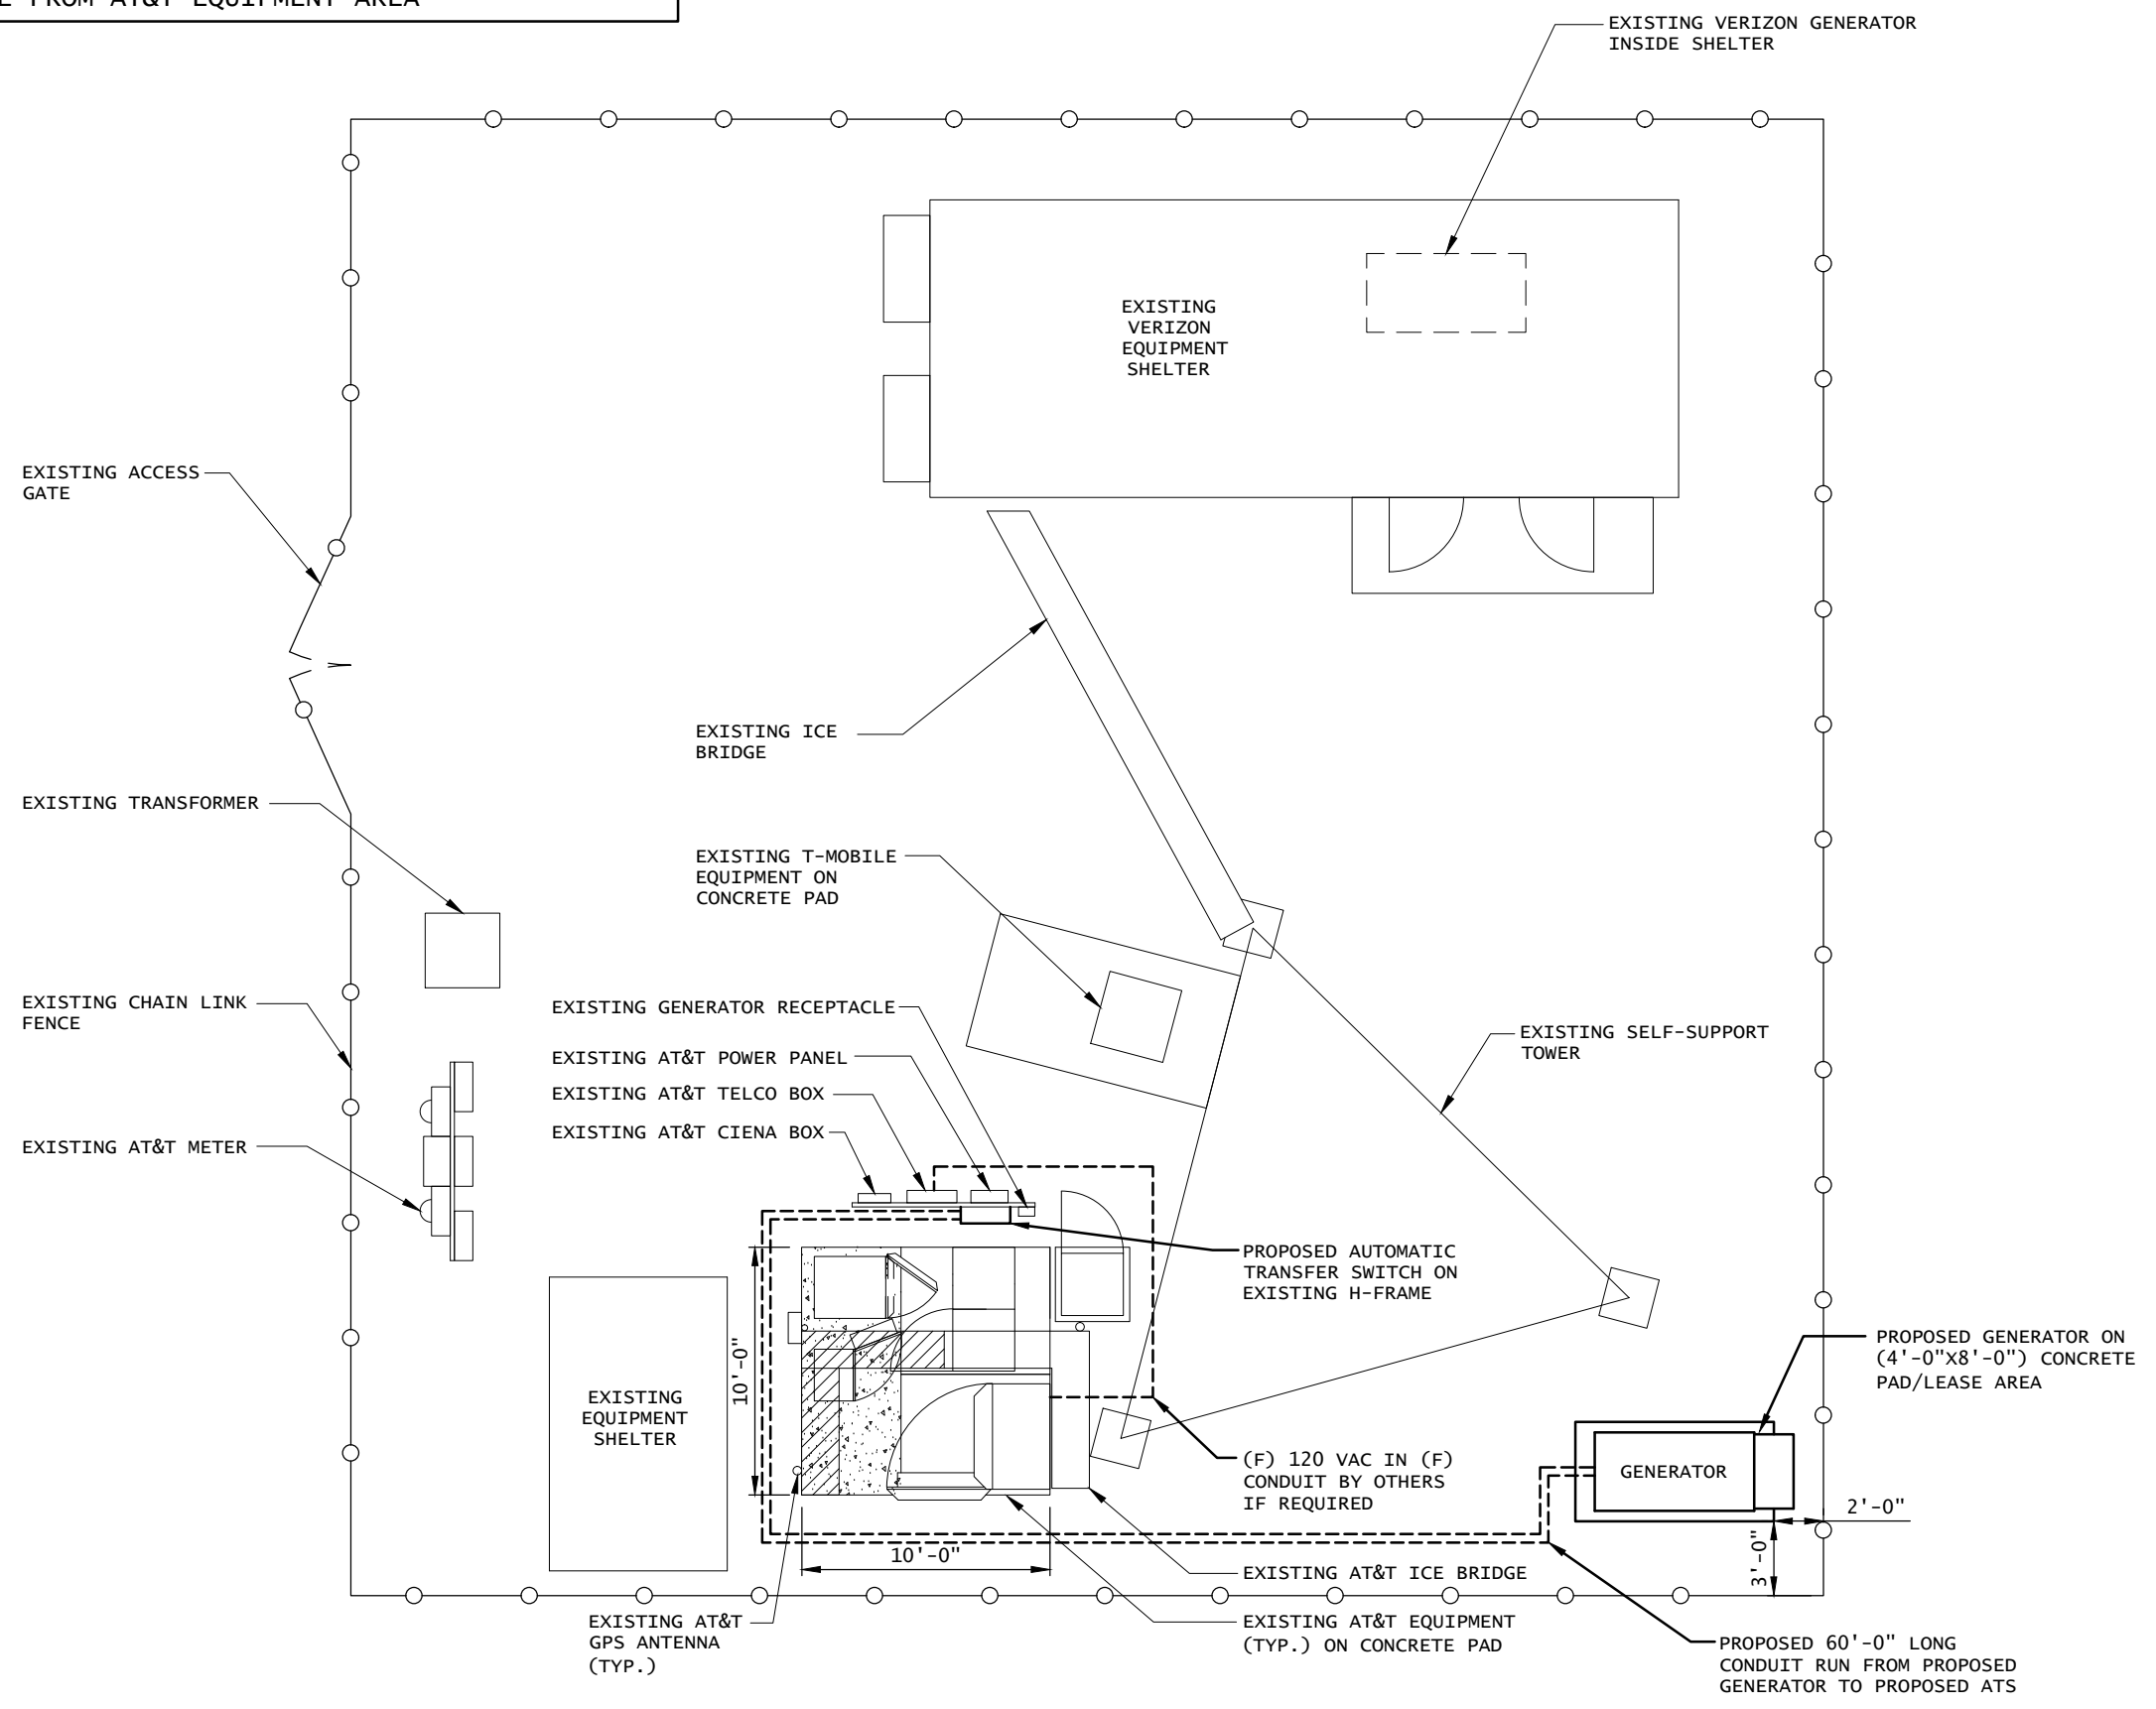 FROM AT&T EQUIPMENT AREA
EXISTING VERIZON GENERATOR
INSIDE SHELTER
EXISTING
VERIZON
EQUIPMENT
SHELTER
EXISTING ACCESS
GATE
EXISTING ICE
BRIDGE
EXISTING TRANSFORMER
EXISTING T-MOBILE
EQUIPMENT ON
CONCRETE PAD
EXISTING CHAIN LINK
FENCE
EXISTING GENERATOR RECEPTACLE
EXISTING SELF-SUPPORT
TOWER
EXISTING AT&T POWER PANEL
EXISTING AT&T TELCO BOX
EXISTING AT&T CIENA BOX
EXISTING AT&T METER
PROPOSED AUTOMATIC
TRANSFER SWITCH ON
EXISTING H-FRAME
PROPOSED GENERATOR ON
(4'-0"X8'-0") CONCRETE
PAD/LEASE AREA
10'-0"
EXISTING
EQUIPMENT
SHELTER
(F) 120 VAC IN (F)
CONDUIT BY OTHERS
IF REQUIRED
GENERATOR
2'-0"
3'-0"
10'-0"
EXISTING AT&T ICE BRIDGE
EXISTING AT&T
GPS ANTENNA
(TYP.)
EXISTING AT&T EQUIPMENT
(TYP.) ON CONCRETE PAD
PROPOSED 60'-0" LONG
CONDUIT RUN FROM PROPOSED
GENERATOR TO PROPOSED ATS